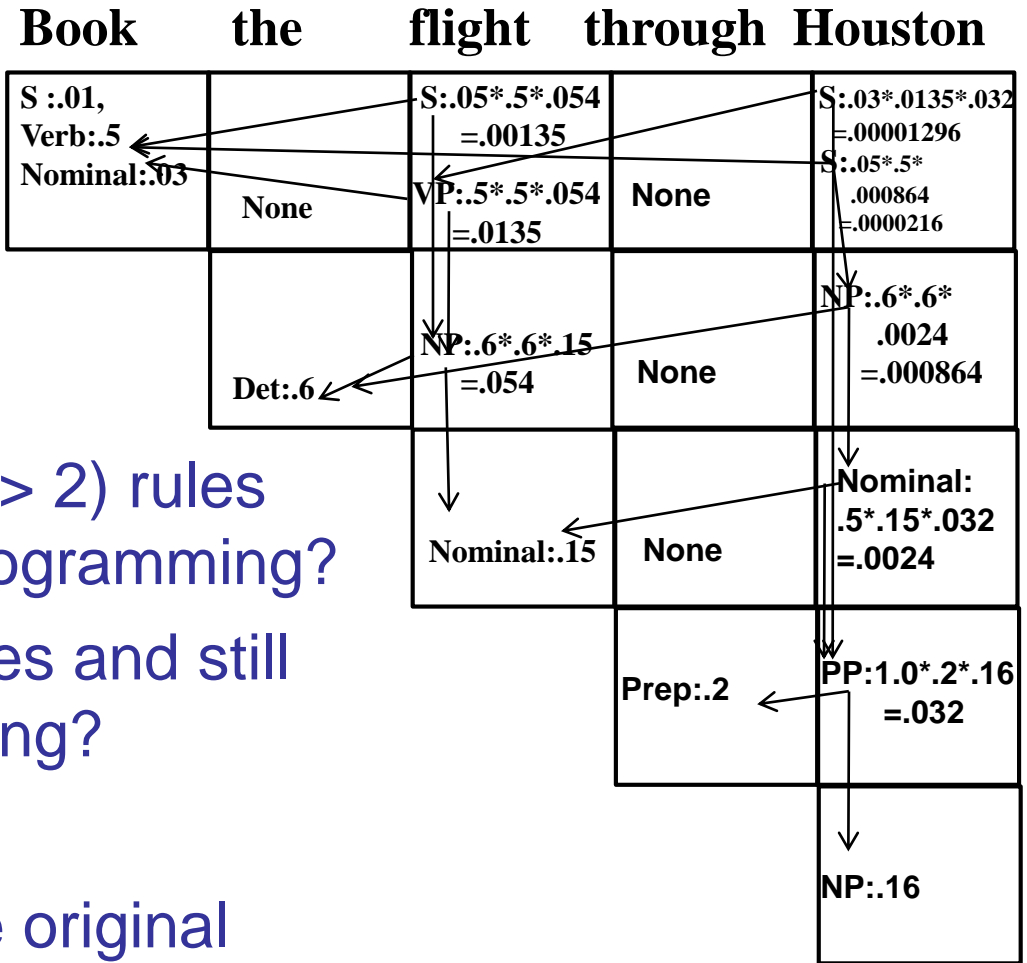 Book the flight through Houston
S :.01,
Verb:.5
Nominal:.03
None
S:.05*.5*.054
=.00135
VP:.5*.5*.054
=.0135
None
S:.03*.0135*.032
=.00001296
S:.05*.5*
.000864
=.0000216
Det:.6
NP:.6*.6*.15
=.054
None
NP:.6*.6*
.0024
=.000864
> 2) rules
ogramming?
es and still
ng?
e original
Nominal:.15
None
Nominal:
.5*.15*.032
=.0024
Prep:.2
PP:1.0*.2*.16
=.032
NP:.16